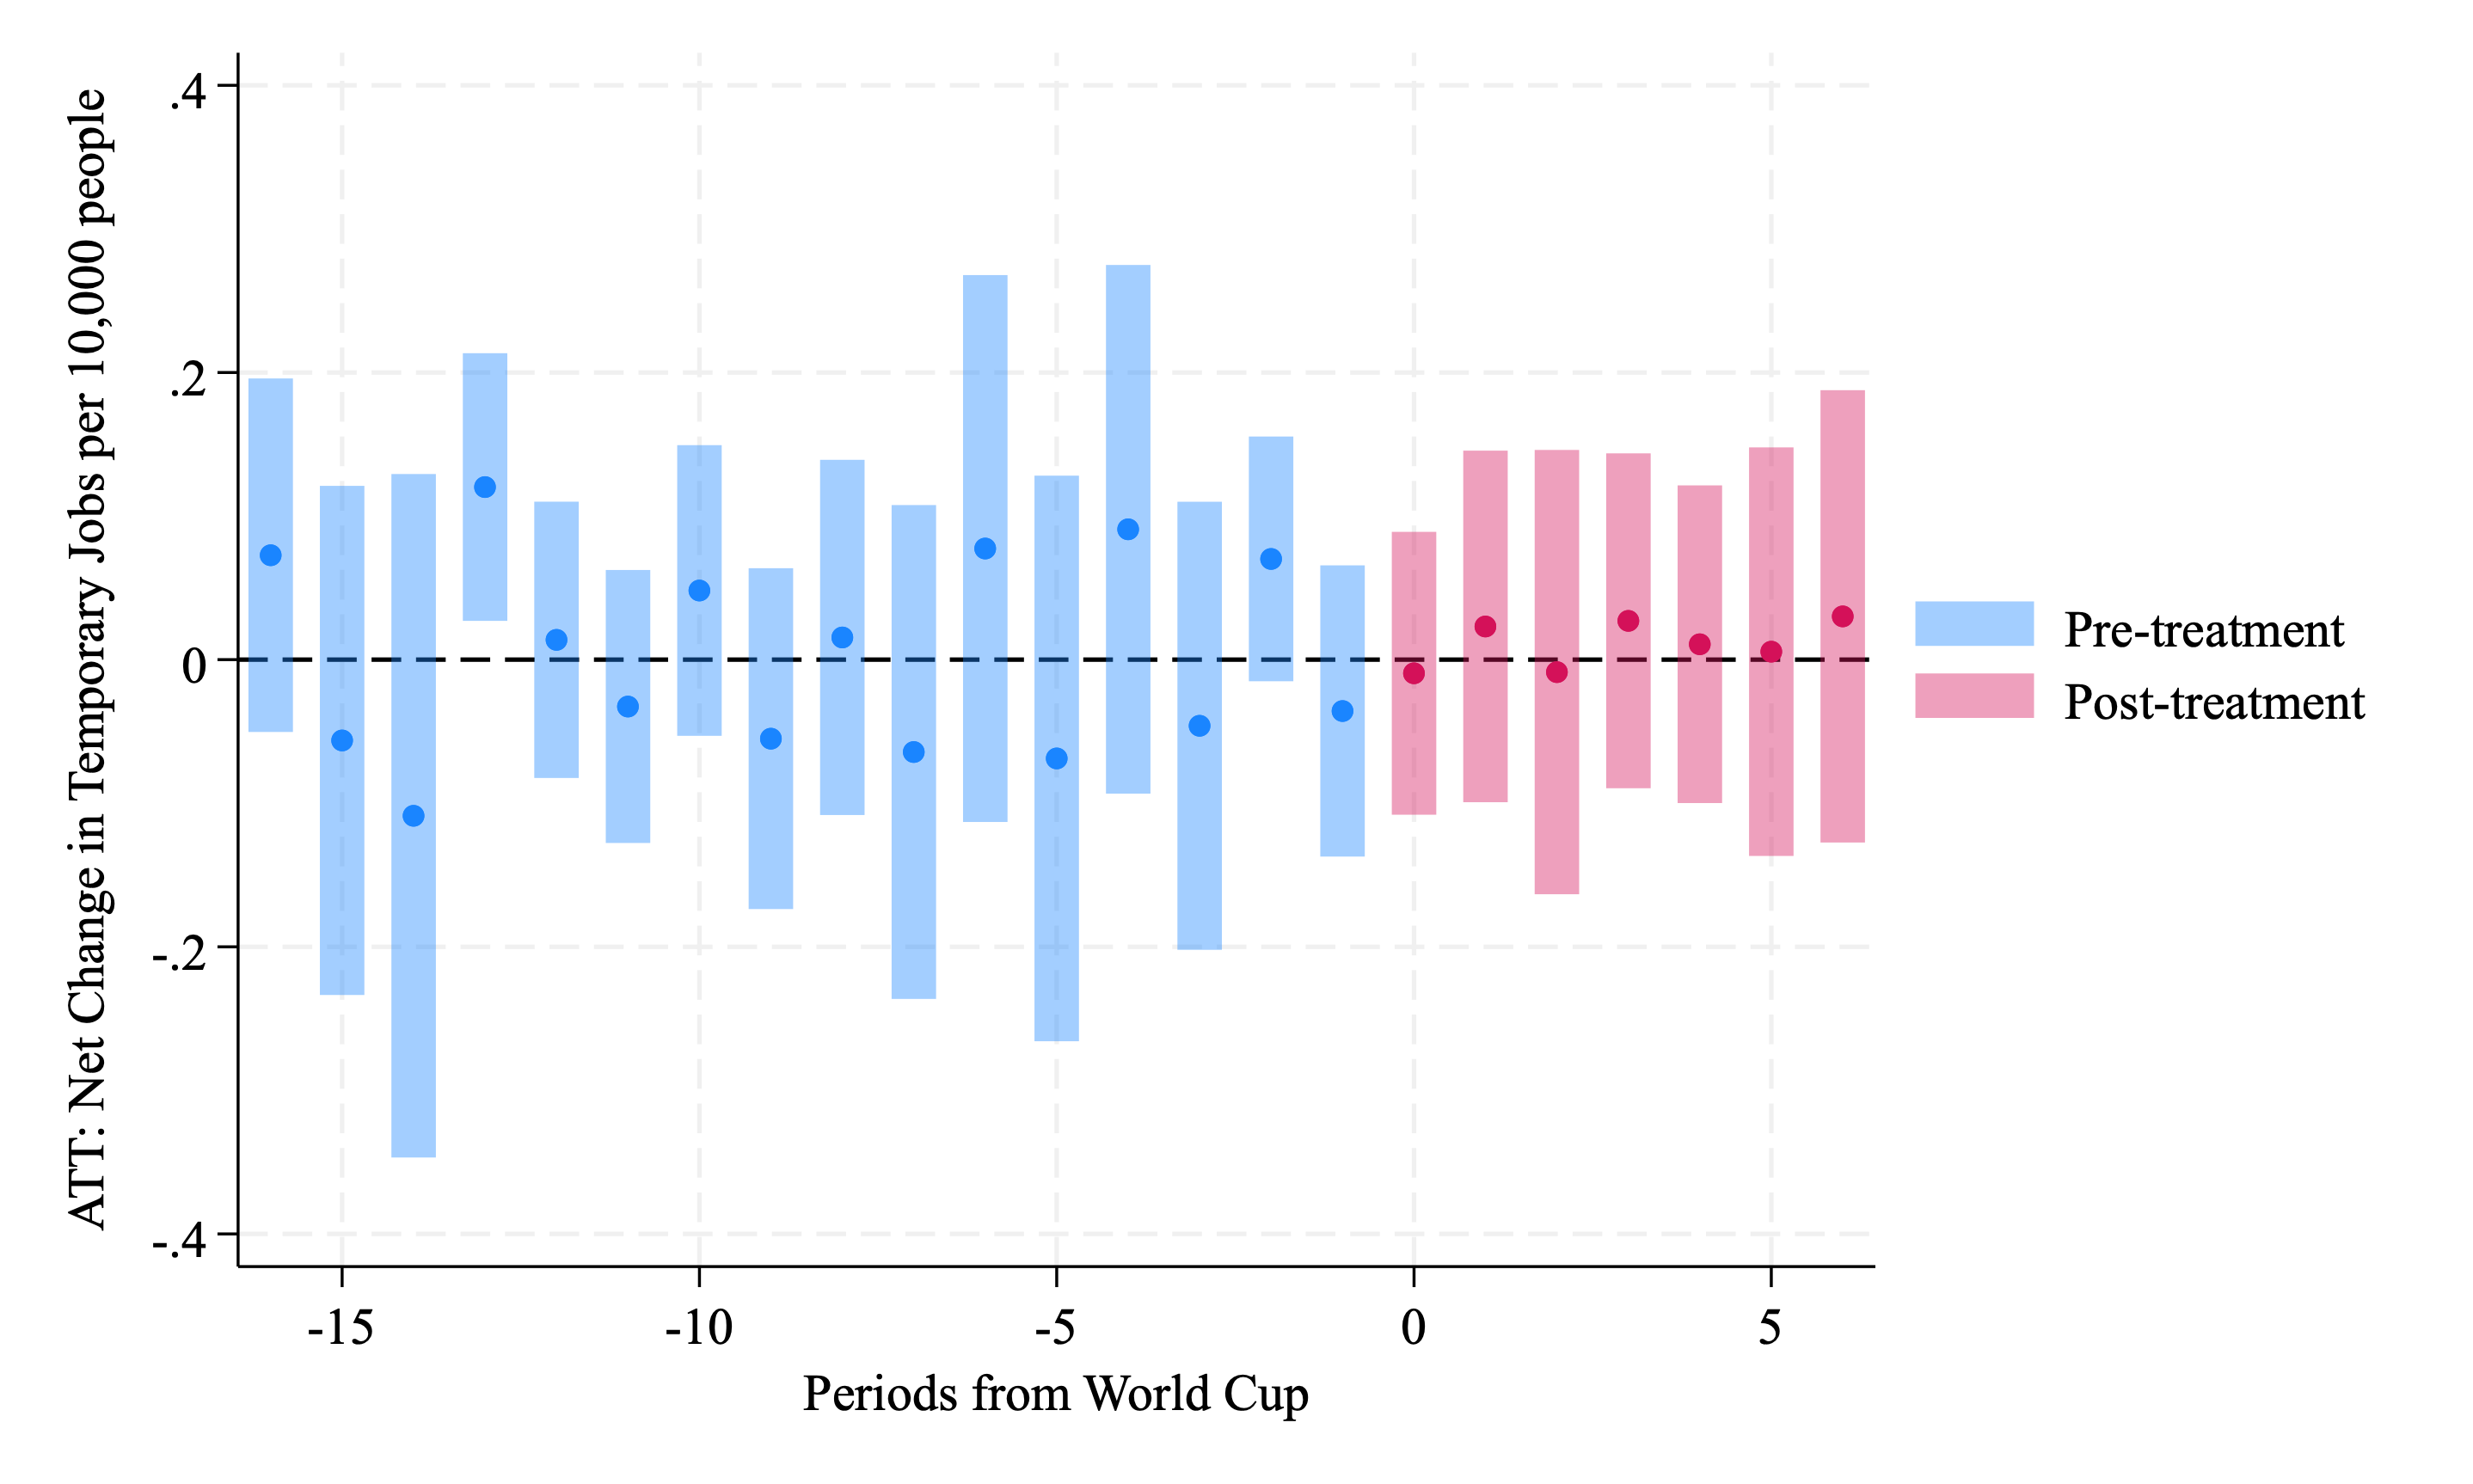 ATT: Net Change in Temporary Jobs per 10,000 people
.4
.2
0
-.2
-.4
-15 -10 -5 0 5
Periods from World Cup
Pre-treatment
Post-treatment